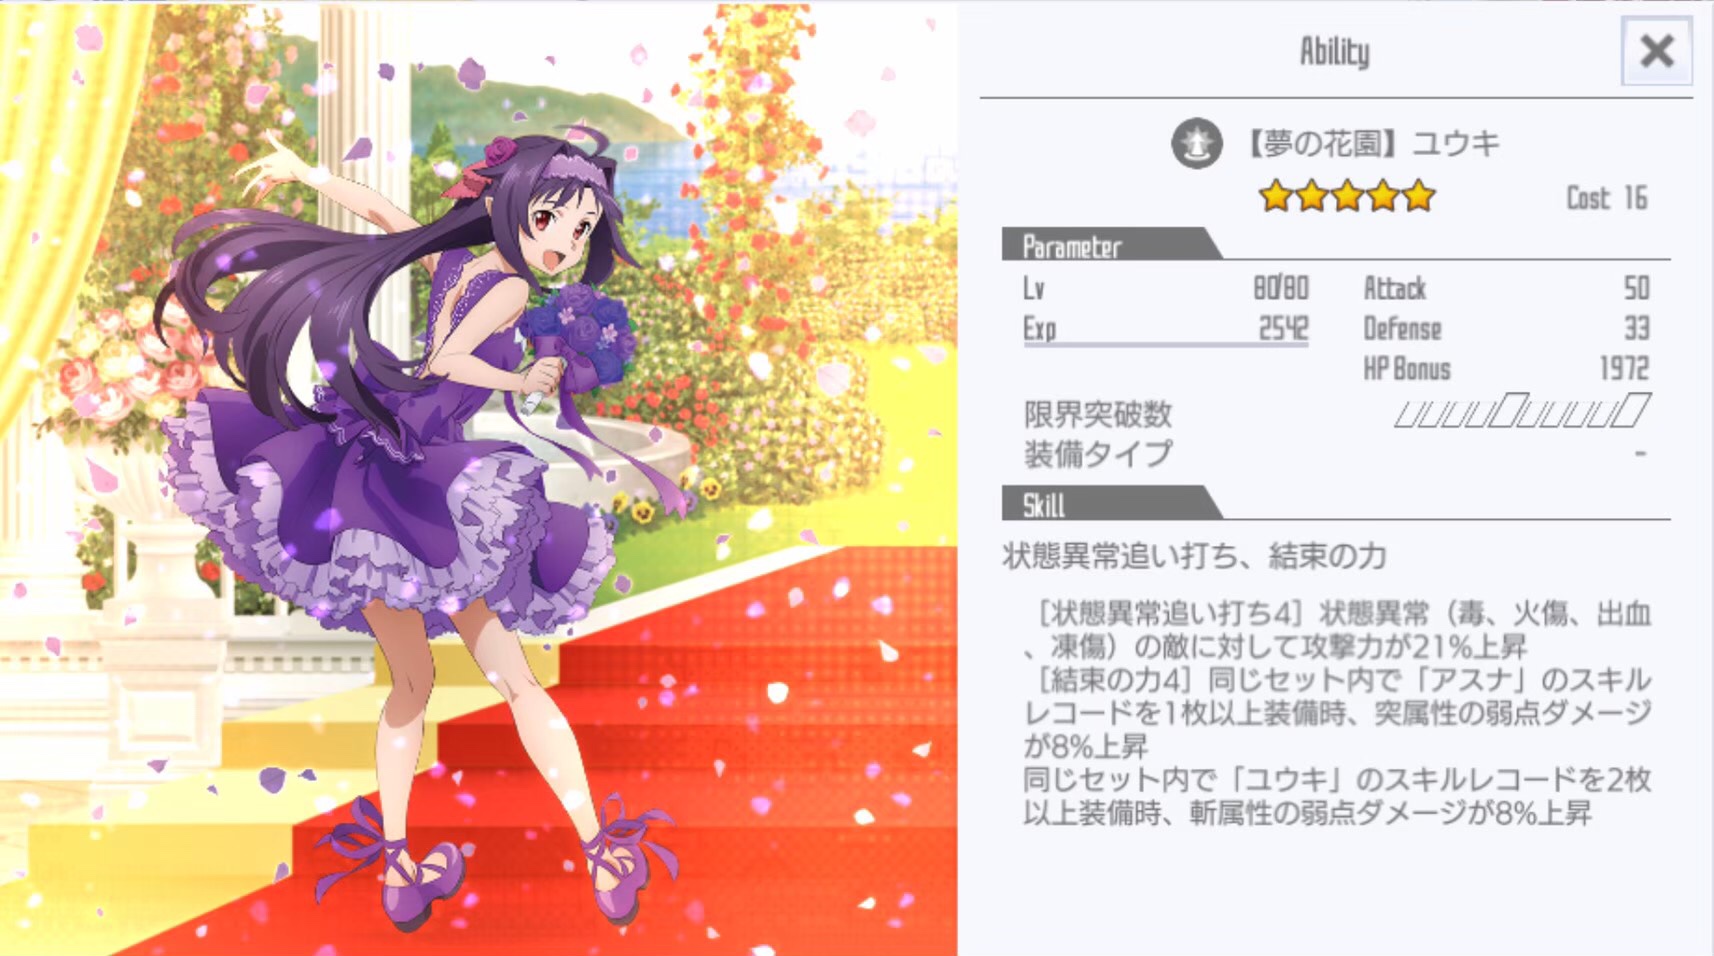 Ability
【夢の花園】ユウキ
Cost 16
Parameter
Lv 80/80 Attack 50
Exp 2542 Defense 33
HP Bonus 1972
限界突破数
装備タイプ -
Skill
状態異常追い打ち、結束の力
［状態異常追い打ち4］状態異常（毒、火傷、出血
、凍傷）の敵に対して攻撃力が21%上昇
［結束の力4］同じセット内で「アスナ」のスキル
レコードを1枚以上装備時、突属性の弱点ダメージ
が8%上昇
同じセット内で「ユウキ」のスキルレコードを2枚
以上装備時、斬属性の弱点ダメージが8%上昇